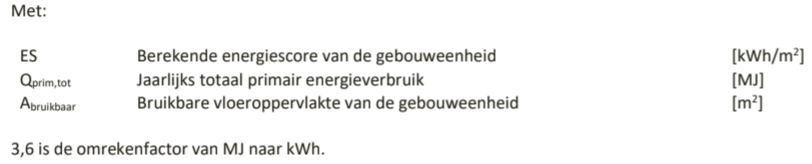 Met:
ES Berekende energiescore van de gebouweenheid [kWh/m²]
Qprim,tot Jaarlijks totaal primair energieverbruik [MJ]
Abruikbaar Bruikbare vloeroppervlakte van de gebouweenheid [m²]
3,6 is de omrekenfactor van MJ naar kWh.